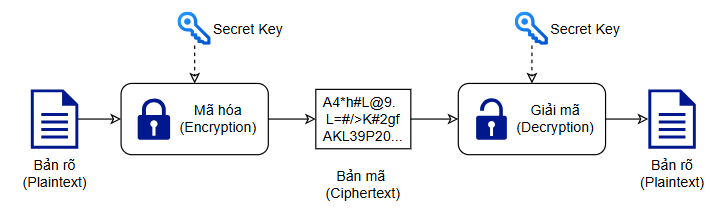 Secret Key
Secret Key
Mã hóa
(Encryption)
A4*h#L@9.
L=#/>K#2gf
AKL39P20...
Giải mã
(Decryption)
Bản rõ
(Plaintext)
Bản mã
(Ciphertext)
Bản rõ
(Plaintext)